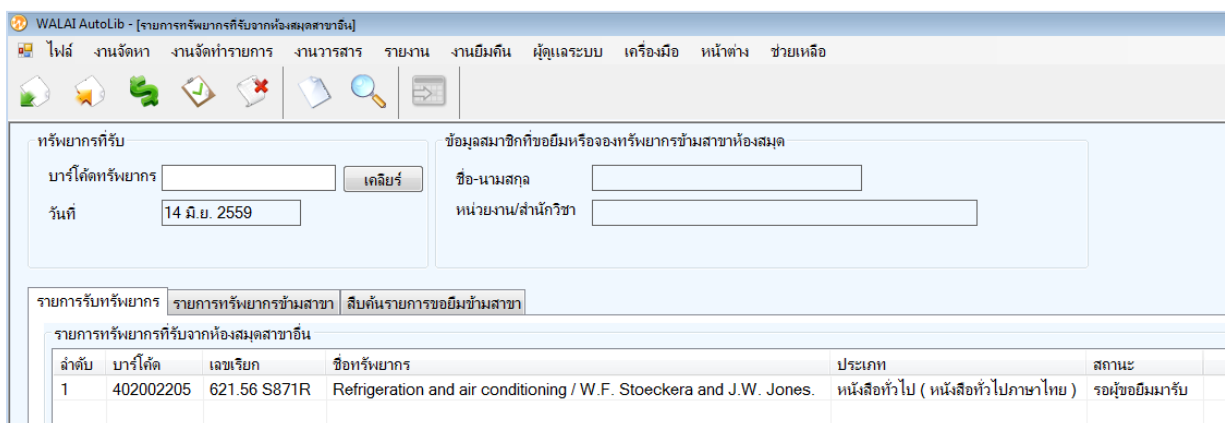 WALAI AutoLib - [รายการทรัพยากรที่รับจากห้องสมุดสาขาอื่น]
ไฟล์ งานจัดหา งานจัดทำรายการ งานวารสาร รายงาน งานยืมคืน ผู้ดูแลระบบ เครื่องมือ หน้าต่าง ช่วยเหลือ
ทรัพยากรที่รับ ข้อมูลสมาชิกที่ขอยืมหรือจองทรัพยากรข้ามสาขาห้องสมุด
บาร์โค้ดทรัพยากร เคลียร์ ชื่อ-นามสกุล
วันที่ 14 มิ.ย. 2559 หน่วยงาน/สำนักวิชา
รายการรับทรัพยากร รายการทรัพยากรข้ามสาขา สืบค้นรายการขอยืมข้ามสาขา
รายการทรัพยากรที่รับจากห้องสมุดสาขาอื่น
ลำดับ บาร์โค้ด เลขเรียก ชื่อทรัพยากร ประเภท สถานะ
1 402002205 621.56 S871R Refrigeration and air conditioning / W.F. Stoeckera and J.W. Jones. หนังสือทั่วไป ( หนังสือทั่วไปภาษาไทย ) รอผู้ขอยืมมารับ